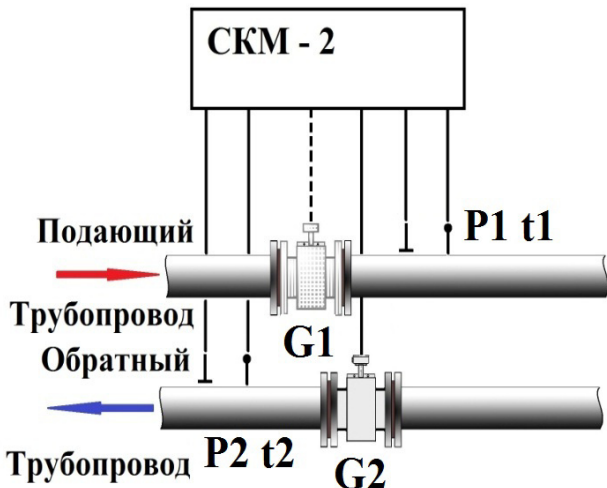 СКМ - 2
P1 t1
Подающий
Трубопровод
G1
Обратный
P2 t2
Трубопровод
G2